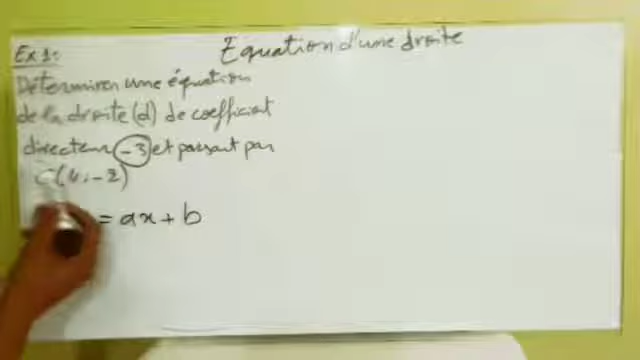 Equation d'une droite
Ex 1:
Déterminer une équation
de la droite (d) de coefficient
directeur -3 et passant par
C(4; -2)
= ax + b